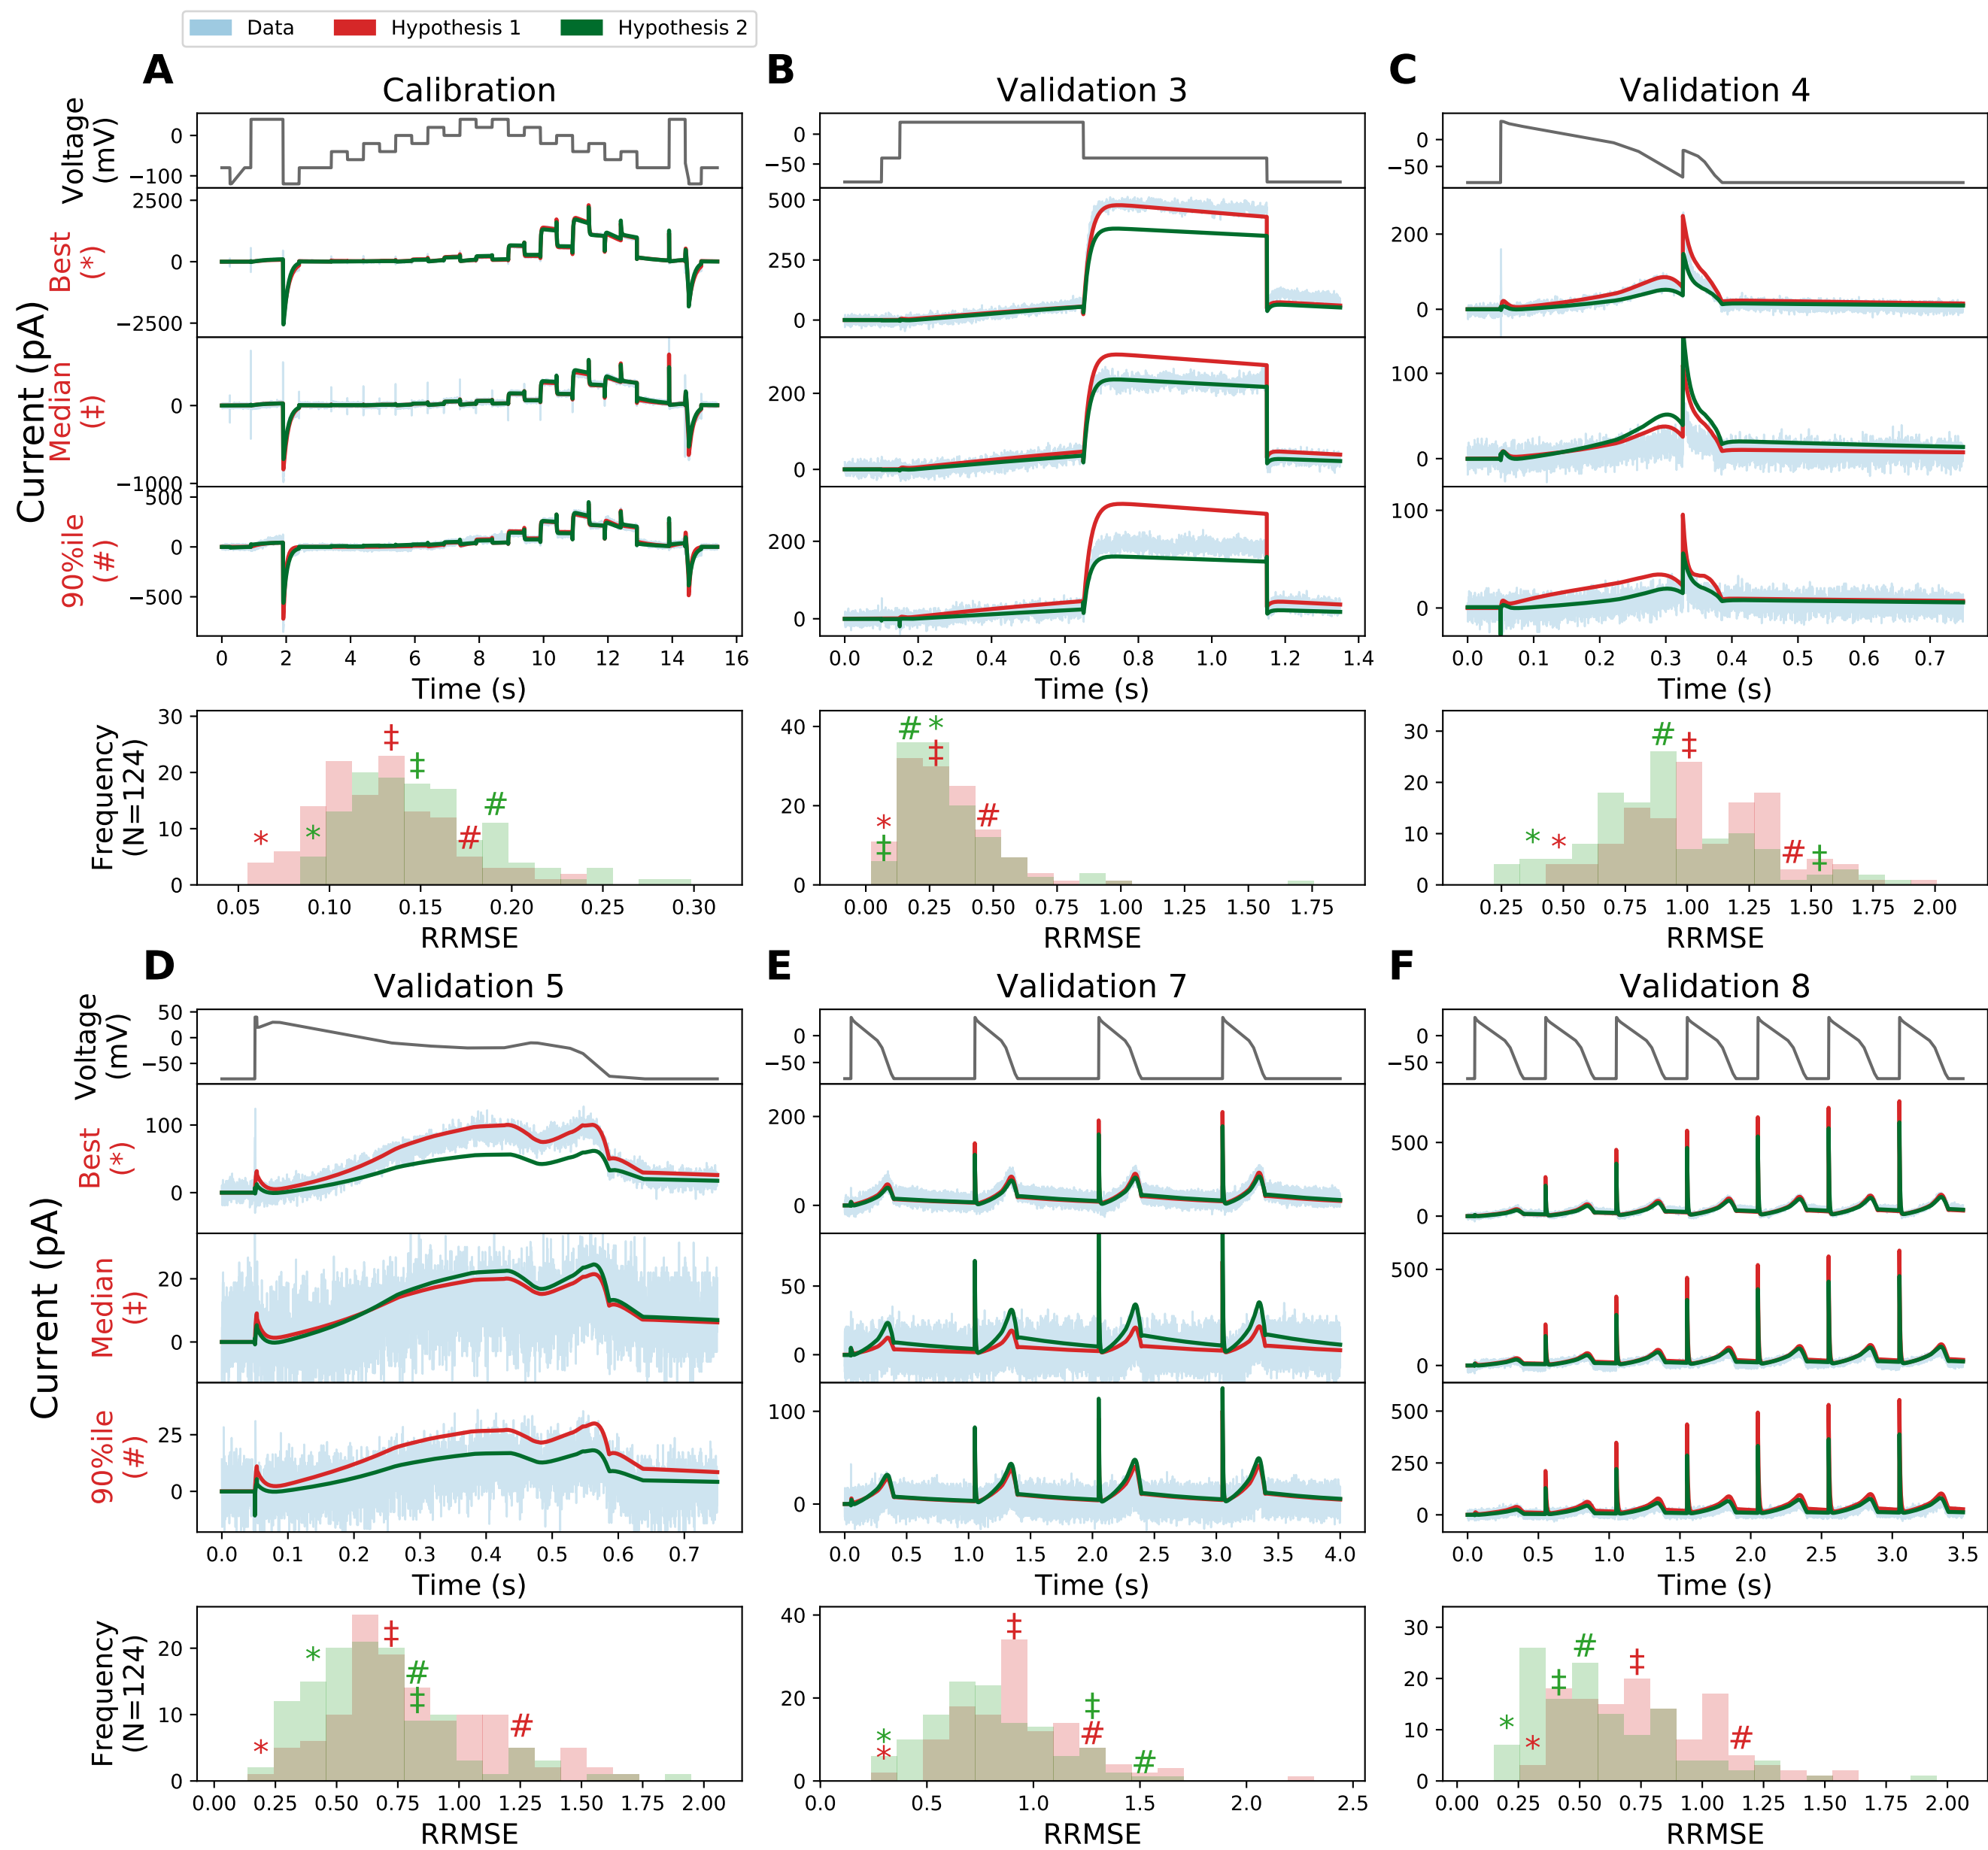 Data Hypothesis 1 Hypothesis 2
A
Calibration
Voltage
(mV)
0
−100
Current (pA)
Best
(*)
2500
0
−2500
Median
(‡)
0
−1000
90%ile
(#)
500
0
−500
0 2 4 6 8 10 12 14 16
Time (s)
Frequency
(N=124)
30
20
10
0
* * ‡ ‡ # #
0.05 0.10 0.15 0.20 0.25 0.30
RRMSE
B
Validation 3
0
−50
500
250
0
200
0
200
0
0.0 0.2 0.4 0.6 0.8 1.0 1.2 1.4
Time (s)
40
20
0
* ‡ # * ‡ #
0.00 0.25 0.50 0.75 1.00 1.25 1.50 1.75
RRMSE
C
Validation 4
0
−50
200
0
100
0
100
0
0.0 0.1 0.2 0.3 0.4 0.5 0.6 0.7
Time (s)
30
20
10
0
* * # ‡ # ‡
0.25 0.50 0.75 1.00 1.25 1.50 1.75 2.00
RRMSE
D
Validation 5
Voltage
(mV)
50
0
−50
Current (pA)
Best
(*)
100
0
Median
(‡)
20
0
90%ile
(#)
25
0
0.0 0.1 0.2 0.3 0.4 0.5 0.6 0.7
Time (s)
Frequency
(N=124)
20
10
0
* * ‡ # ‡ #
0.00 0.25 0.50 0.75 1.00 1.25 1.50 1.75 2.00
RRMSE
E
Validation 7
0
−50
200
0
50
0
100
0
0.0 0.5 1.0 1.5 2.0 2.5 3.0 3.5 4.0
Time (s)
40
20
0
* * ‡ ‡ # #
0.0 0.5 1.0 1.5 2.0 2.5
RRMSE
F
Validation 8
0
−50
500
0
500
0
500
250
0
0.0 0.5 1.0 1.5 2.0 2.5 3.0 3.5
Time (s)
30
20
10
0
* * ‡ # ‡ #
0.00 0.25 0.50 0.75 1.00 1.25 1.50 1.75 2.00
RRMSE